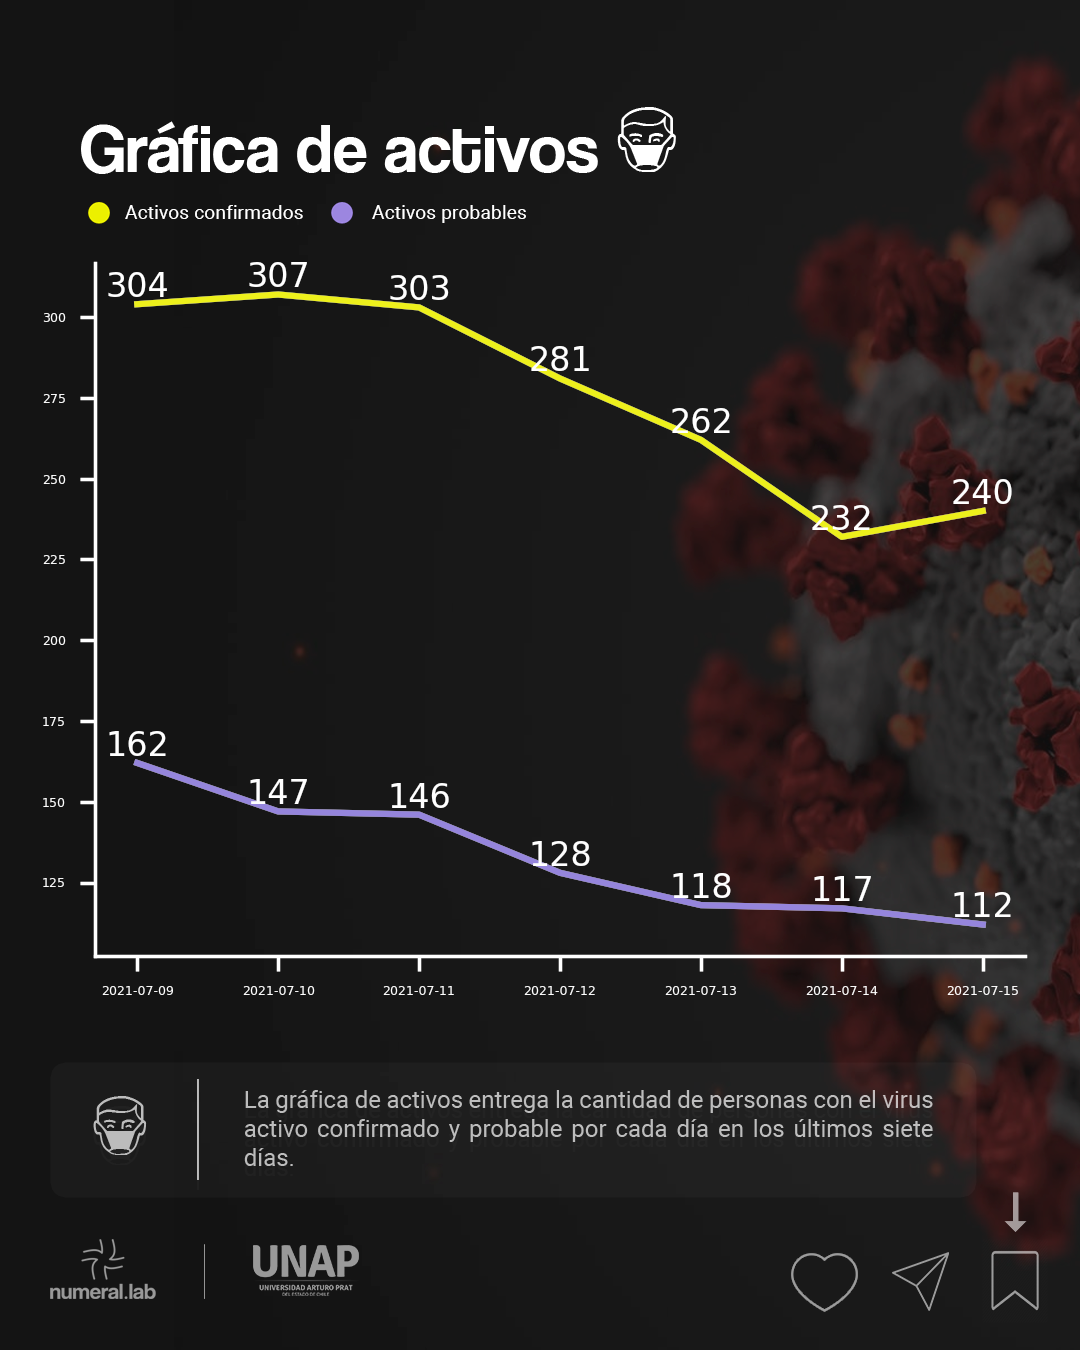 Gráfica de activos
Activos confirmados Activos probables
304 307 303
300
281
275
262
250
240
232
225
200
175
162
150
147 146
128
125
118 117 112
2021-07-09 2021-07-10 2021-07-11 2021-07-12 2021-07-13 2021-07-14 2021-07-15
La gráfica de activos entrega la cantidad de personas con el virus
activo confirmado y probable por cada día en los últimos siete
días.
numeral.lab
UNAP
UNIVERSIDAD ARTURO PRAT
DEL ESTADO DE CHILE